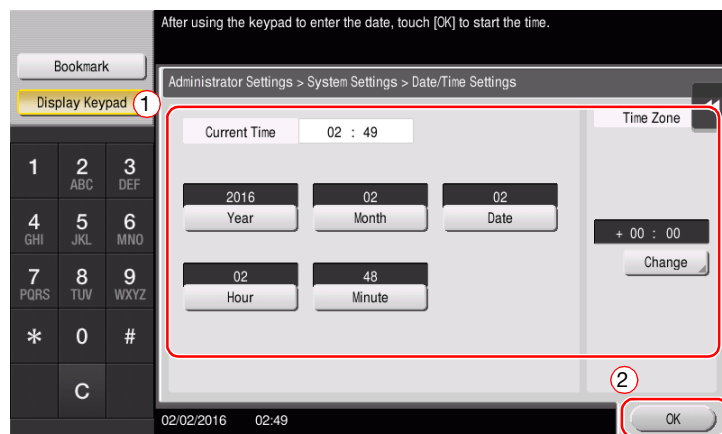 After using the keypad to enter the date, touch [OK] to start the time.
Bookmark
Display Keypad
1
Administrator Settings > System Settings > Date/Time Settings
Current Time 02 : 49
Time Zone
2016 02 02
Year Month Date
+ 00 : 00
Change
02 48
Hour Minute
1 2 3
ABC DEF
4 5 6
GHI JKL MNO
7 8 9
PQRS TUV WXYZ
* 0 #
C
2
02/02/2016 02:49
OK